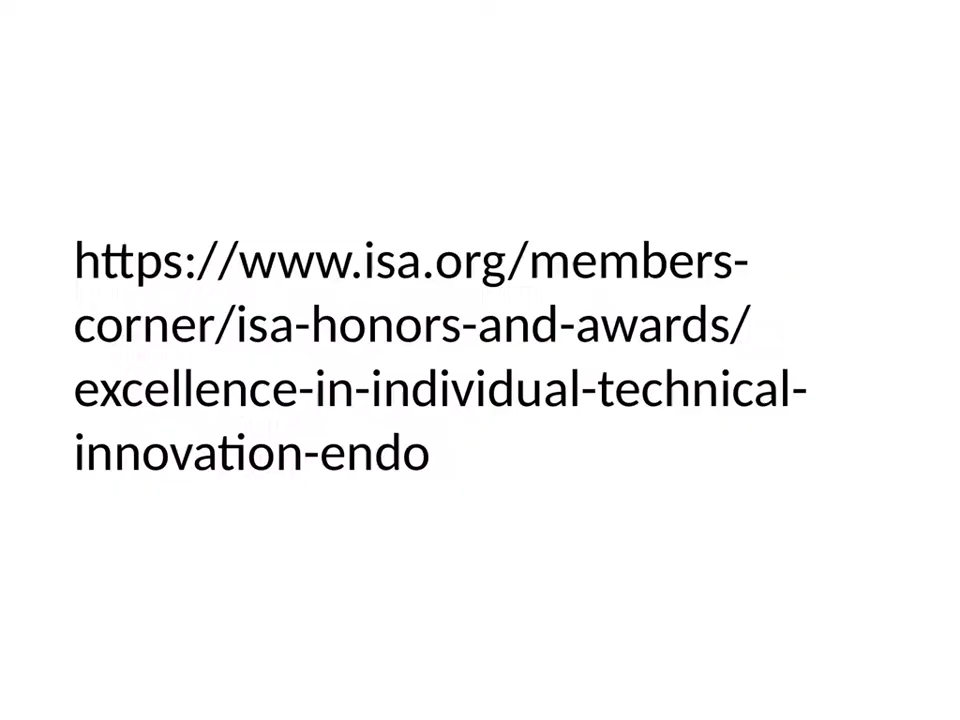 https://www.isa.org/members-
corner/isa-honors-and-awards/
excellence-in-individual-technical-
innovation-endo